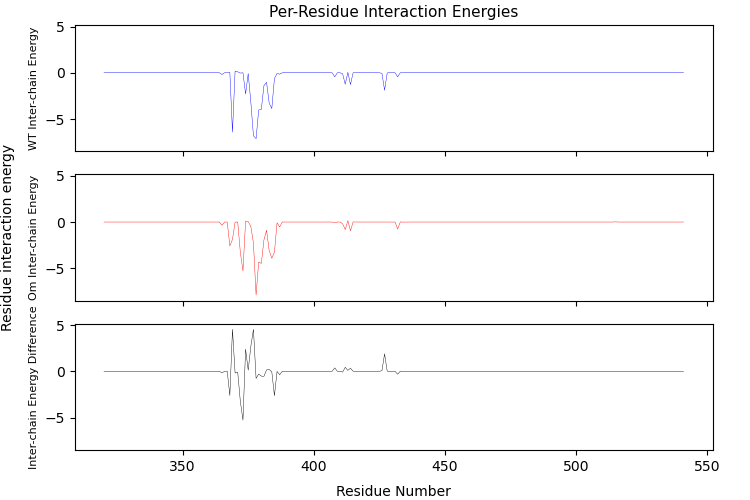 Per-Residue Interaction Energies
Residue interaction energy
WT Inter-chain Energy
5
0
−5
Om Inter-chain Energy
5
0
−5
Inter-chain Energy Difference
5
0
−5
350 400 450 500 550
Residue Number